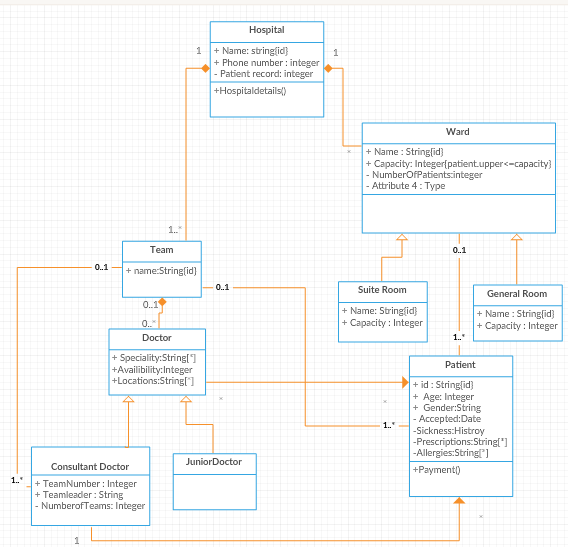 Hospital
+ Name: string{id}
+ Phone number : integer
- Patient record: integer
+Hospitaldetails()
1
1
*
1..*
Ward
+ Name : String{id}
+ Capacity: Integer{patient.upper<=capacity}
- NumberOfPatients:integer
- Attribute 4 : Type
Team
+ name:String{id}
0..1
0..1
0..1
0..*
0..1
1..*
Suite Room
+ Name: String{id}
+ Capacity : Integer
General Room
+ Name : String{id}
+ Capacity : Integer
Doctor
+ Speciality:String[*]
+Availibility:Integer
+Locations:String[*]
*
*
Patient
+ id : String{id}
+ Age: Integer
+ Gender:String
- Accepted:Date
-Sickness:Histroy
-Prescriptions:String[*]
-Allergies:String[*]
+Payment()
1..*
Consultant Doctor
+ TeamNumber : Integer
+ Teamleader : String
- NumberofTeams: Integer
1..*
JuniorDoctor
1
*